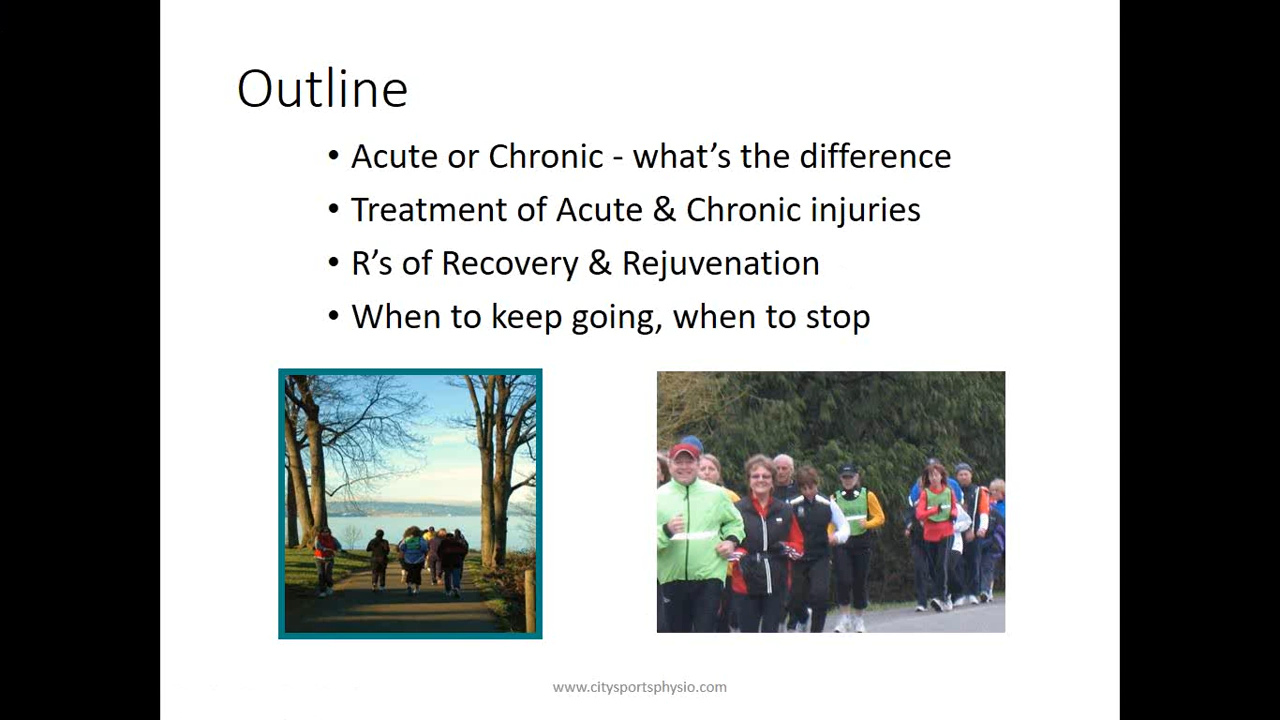 Outline
• Acute or Chronic - what’s the difference
• Treatment of Acute & Chronic injuries
• R’s of Recovery & Rejuvenation
• When to keep going, when to stop
www.citysportsphysio.com